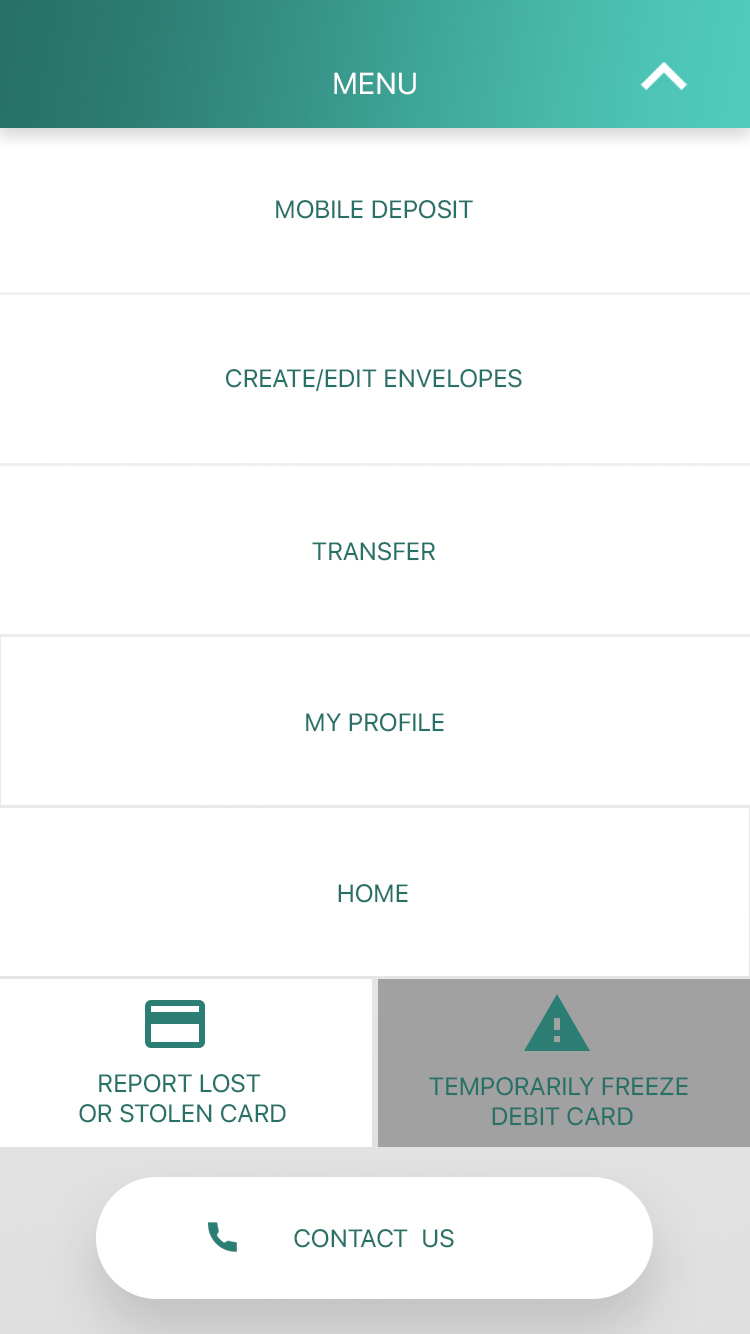 MENU
MOBILE DEPOSIT
CREATE/EDIT ENVELOPES
TRANSFER
MY PROFILE
HOME
REPORT LOST
OR STOLEN CARD
TEMPORARILY FREEZE
DEBIT CARD
CONTACT US